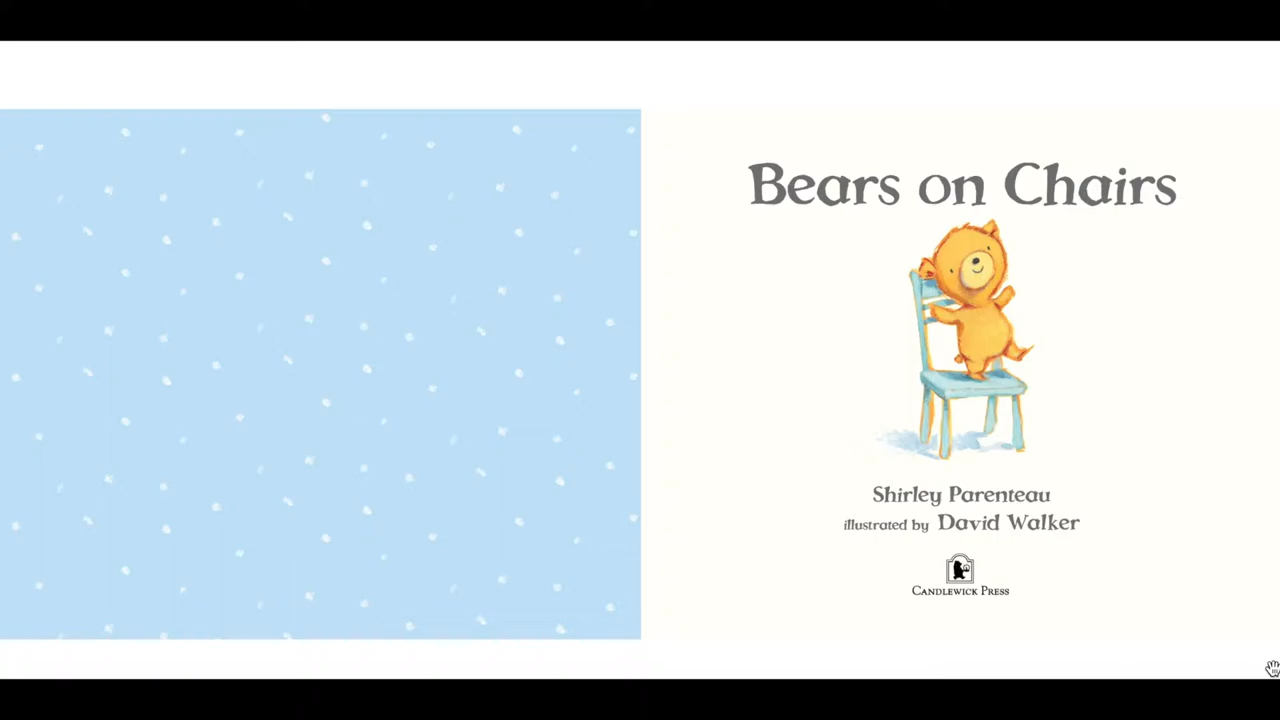 Bears on Chairs
Shirley Parenteau
illustrated by David Walker
CANDLEWICK PRESS